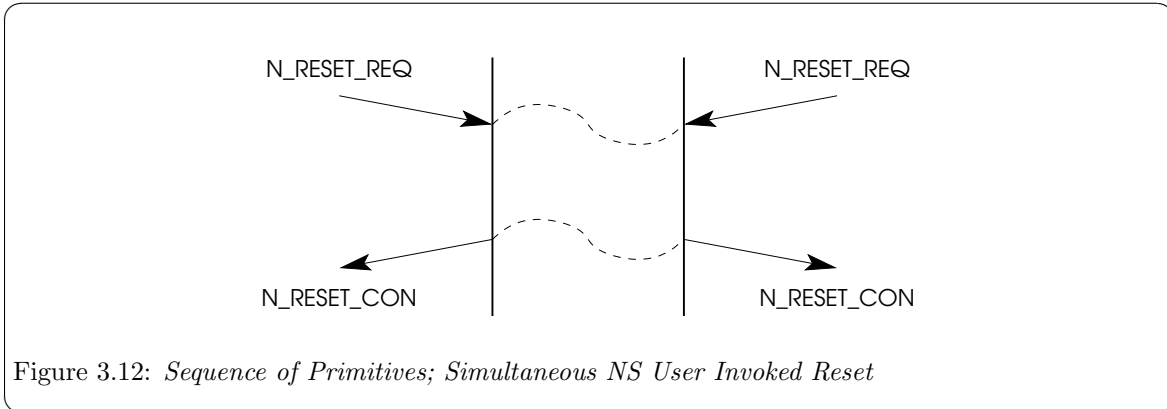 N_RESET_REQ
N_RESET_REQ
N_RESET_CON
N_RESET_CON
Figure 3.12: Sequence of Primitives; Simultaneous NS User Invoked Reset